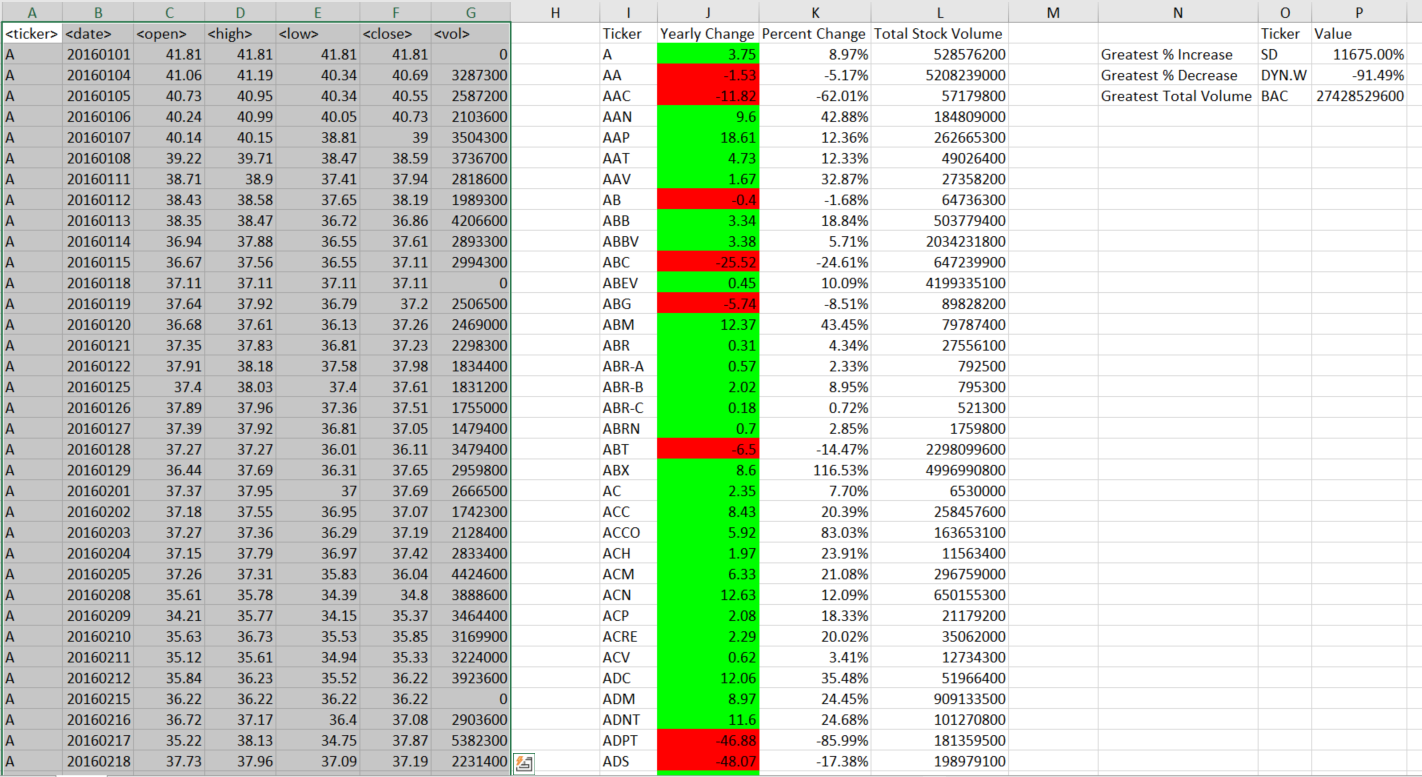 A B C D E F G H I J K L M N O P
<ticker> <date> <open> <high> <low> <close> <vol> Ticker Yearly Change Percent Change Total Stock Volume Ticker Value
A 20160101 41.81 41.81 41.81 41.81 0 A 3.75 8.97% 528576200 Greatest % Increase SD 11675.00%
A 20160104 41.06 41.19 40.34 40.69 3287300 AA -1.53 -5.17% 5208239000 Greatest % Decrease DYN.W -91.49%
A 20160105 40.73 40.95 40.34 40.55 2587200 AAC -11.82 -62.01% 57179800 Greatest Total Volume BAC 27428529600
A 20160106 40.24 40.99 40.05 40.73 2103600 AAN 9.6 42.88% 184809000
A 20160107 40.14 40.15 38.81 39 3504300 AAP 18.61 12.36% 262665300
A 20160108 39.22 39.71 38.47 38.59 3736700 AAT 4.73 12.33% 49026400
A 20160111 38.71 38.9 37.41 37.94 2818600 AAV 1.67 32.87% 27358200
A 20160112 38.43 38.58 37.65 38.19 1989300 AB -0.4 -1.68% 64736300
A 20160113 38.35 38.47 36.72 36.86 4206600 ABB 3.34 18.84% 503779400
A 20160114 36.94 37.88 36.55 37.61 2893300 ABBV 3.38 5.71% 2034231800
A 20160115 36.67 37.56 36.55 37.11 2994300 ABC -25.52 -24.61% 647239900
A 20160118 37.11 37.11 37.11 37.11 0 ABEV 0.45 10.09% 4199335100
A 20160119 37.64 37.92 36.79 37.2 2506500 ABG -5.74 -8.51% 89828200
A 20160120 36.68 37.61 36.13 37.26 2469000 ABM 12.37 43.45% 79787400
A 20160121 37.35 37.83 36.81 37.23 2298300 ABR 0.31 4.34% 27556100
A 20160122 37.91 38.18 37.58 37.98 1834400 ABR-A 0.57 2.33% 792500
A 20160125 37.4 38.03 37.4 37.61 1831200 ABR-B 2.02 8.95% 795300
A 20160126 37.89 37.96 37.36 37.51 1755000 ABR-C 0.18 0.72% 521300
A 20160127 37.39 37.92 36.81 37.05 1479400 ABRN 0.7 2.85% 1759800
A 20160128 37.27 37.27 36.01 36.11 3479400 ABT -6.5 -14.47% 2298099600
A 20160129 36.44 37.69 36.31 37.65 2959800 ABX 8.6 116.53% 4996990800
A 20160201 37.37 37.95 37 37.69 2666500 AC 2.35 7.70% 6530000
A 20160202 37.18 37.55 36.95 37.07 1742300 ACC 8.43 20.39% 258457600
A 20160203 37.27 37.36 36.29 37.19 2128400 ACCO 5.92 83.03% 163653100
A 20160204 37.15 37.79 36.97 37.42 2833400 ACH 1.97 23.91% 11563400
A 20160205 37.26 37.31 35.83 36.04 4424600 ACM 6.33 21.08% 296759000
A 20160208 35.61 35.78 34.39 34.8 3888600 ACN 12.63 12.09% 650155300
A 20160209 34.21 35.77 34.15 35.37 3464400 ACP 2.08 18.33% 21179200
A 20160210 35.63 36.73 35.53 35.85 3169900 ACRE 2.29 20.02% 35062000
A 20160211 35.12 35.61 34.94 35.33 3224000 ACV 0.62 3.41% 12734300
A 20160212 35.84 36.23 35.52 36.22 3923600 ADC 12.06 35.48% 51966400
A 20160215 36.22 36.22 36.22 36.22 0 ADM 8.97 24.45% 909133500
A 20160216 36.72 37.17 36.4 37.08 2903600 ADNT 11.6 24.68% 101270800
A 20160217 35.22 38.13 34.75 37.87 5382300 ADPT -46.88 -85.99% 181359500
A 20160218 37.73 37.96 37.09 37.19 2231400 ADS -48.07 -17.38% 198979100